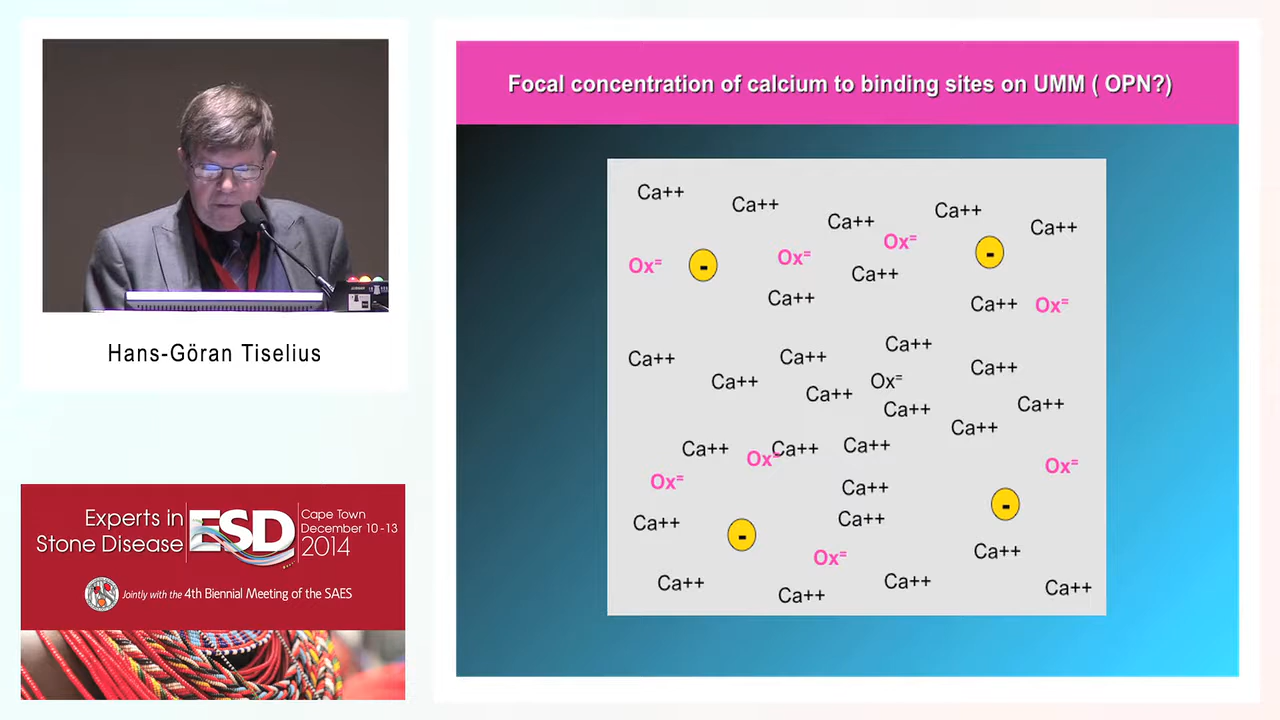 Focal concentration of calcium to binding sites on UMM ( OPN?)
Ca++
Ca++
Ca++
Ca++
Ca++
Ox=
-
Ox=
Ox=
-
Ca++
Ca++
Ca++
Ox=
Ca++
Ca++
Ca++
Ca++
Ca++
Ca++
Ox=
Ca++
Ca++
Ca++
Ca++
Ox=
Ca++
Ca++
Ox=
Ox=
Ca++
-
Ca++
-
Ca++
Ox=
Ca++
Ca++
Ca++
Ca++
Ca++
Hans-Göran Tiselius
Experts in
Stone Disease
ESD
Cape Town
December 10-13
2014
Jointly with the 4th Biennial Meeting of the SAES